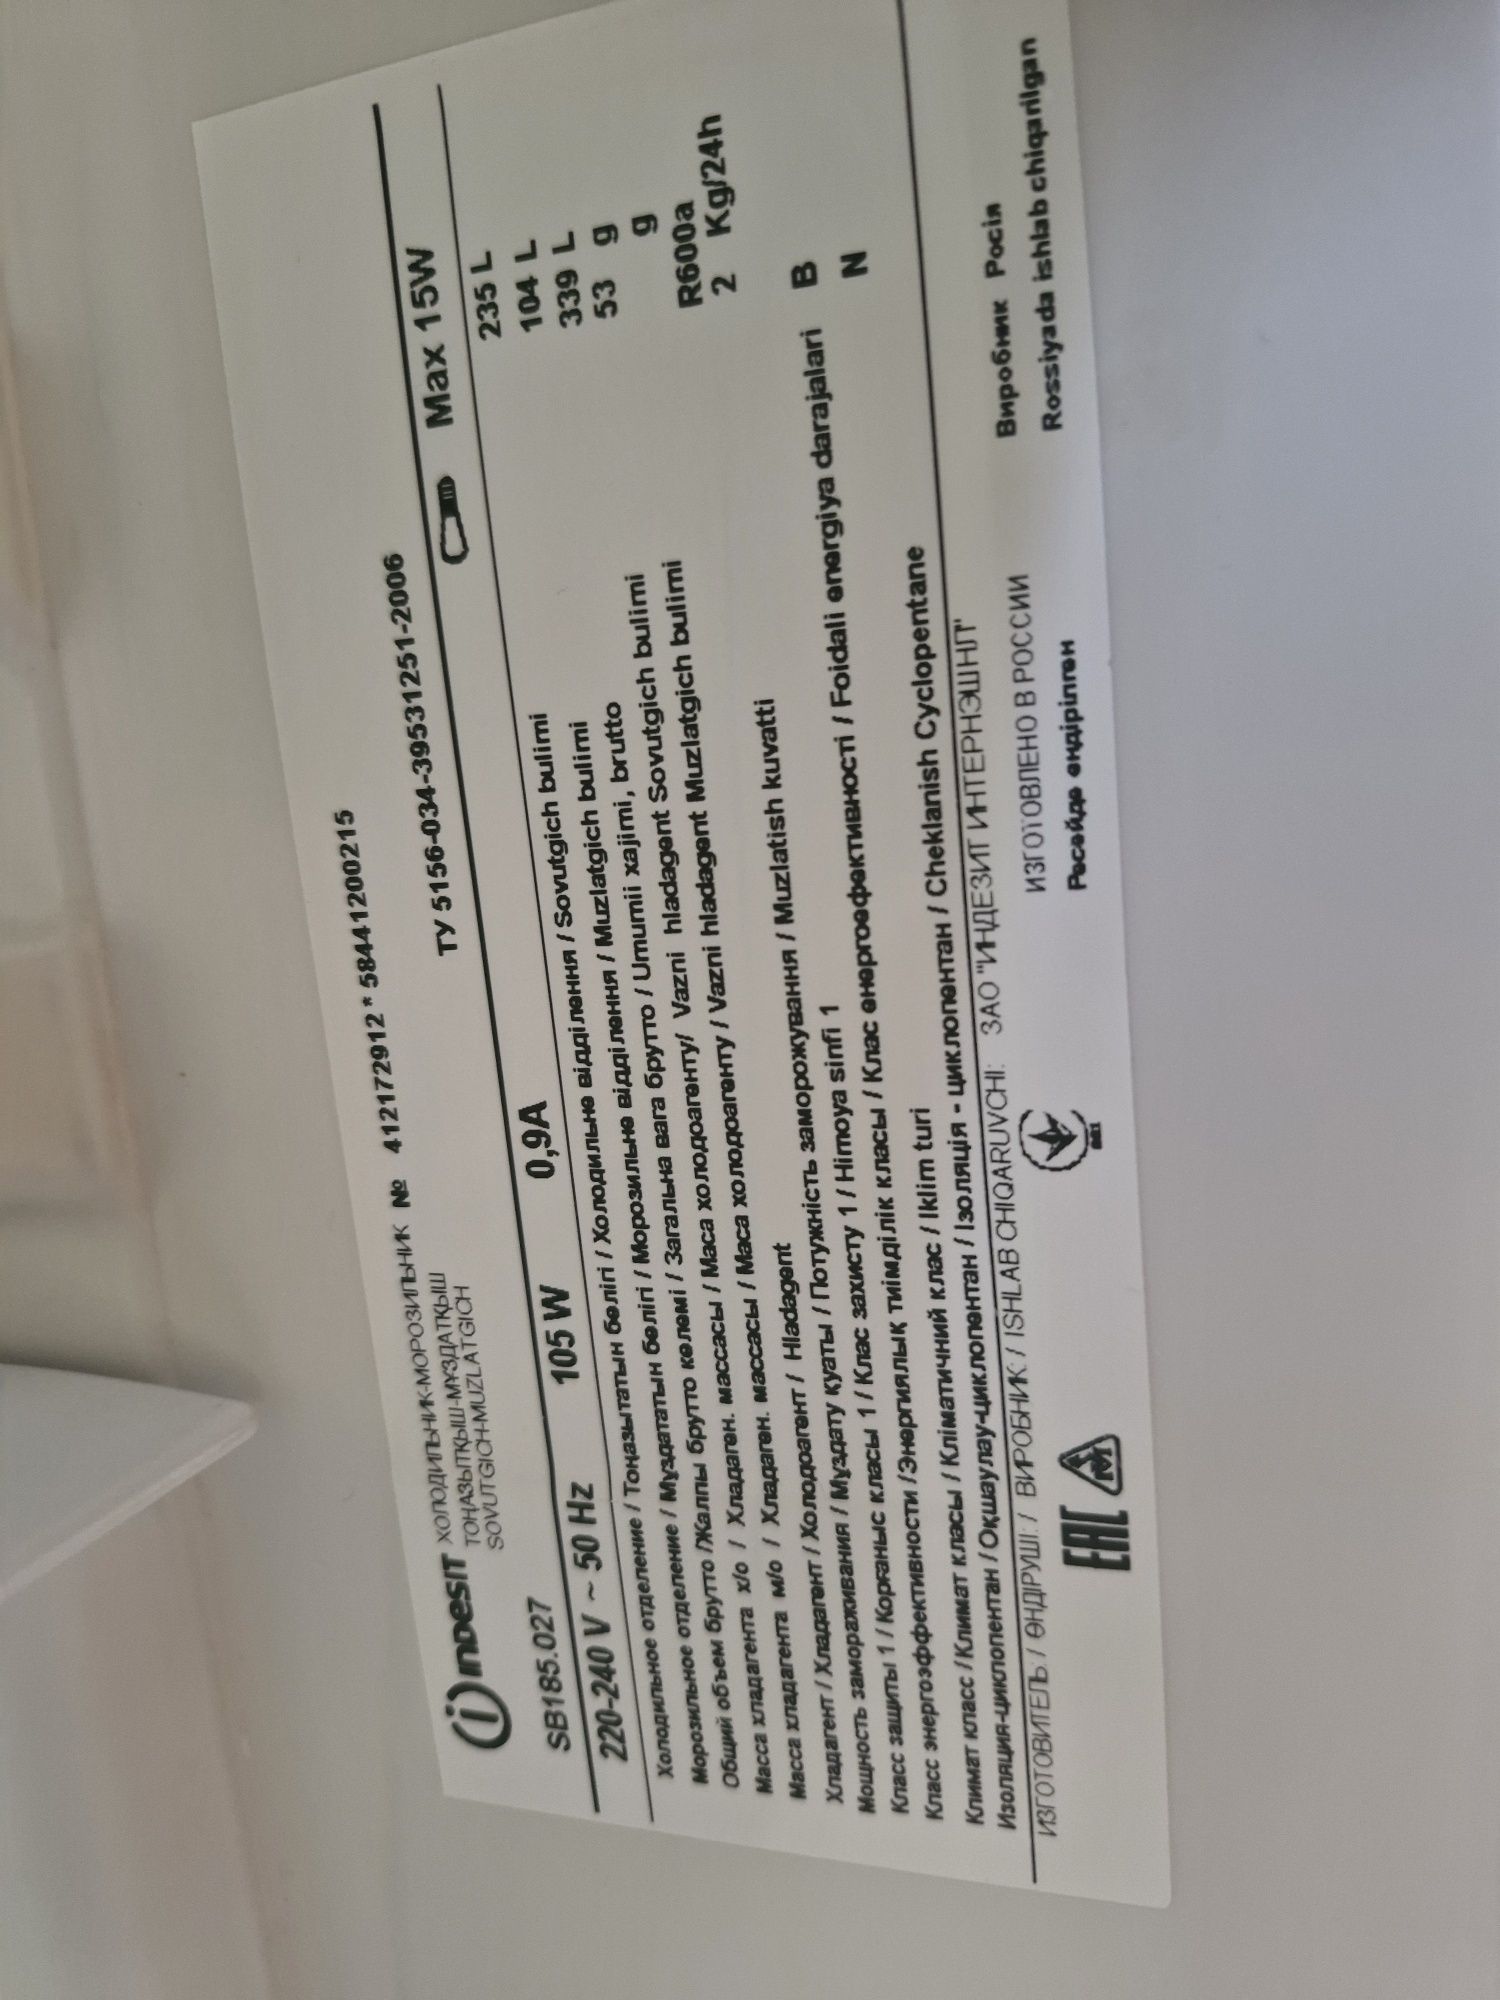 indesit ХОЛОДИЛЬНИК-МОРОЗИЛЬНИК № 412172912 * 58441200215
ТОҢАЗЫТҚЫШ-МҰЗДАТҚЫШ
SOVUTGICH-MUZLATGICH
SB185.027 ТУ 5156-034-39531251-2006
220-240 V ~ 50 Hz 105 W 0,9A Max 15W
Холодильное отделение / Тоңазытатын бөлігі / Холодильне відділення / Sovutgich bulimi 235 L
Морозильное отделение / Мұздататын бөлігі / Морозильне відділення / Muzlatgich bulimi 104 L
Общий объем брутто /Жалпы брутто көлемі / Загальна вага брутто / Umumii xajimi, brutto 339 L
Масса хладагента х/о / Хладаген. массасы / Маса холодоагенту/ Vazni hladagent Sovutgich bulimi 53 g
Масса хладагента м/о / Хладаген. массасы / Маса холодоагенту / Vazni hladagent Muzlatgich bulimi g
Хладагент / Хладагент / Холодоагент / Hladagent R600a
Мощность замораживания / Мұздату қуаты / Потужність заморожування / Muzlatish kuvatti 2 Kg/24h
Класс защиты 1 / Корғаныс класы 1 / Клас захисту 1 / Himoya sinfi 1
Класс энергоэффективности /Энергиялық тиімділік класы / Клас енергоефективності / Foidali energiya darajalari B
Климат класс / Климат класы / Кліматичний клас / Iklim turi N
Изоляция-циклопентан / Оқшаулау-циклопентан / Ізоляція - циклопентан / Cheklanish Cyclopentane
ИЗГОТОВИТЕЛЬ: / ӨНДІРУШІ: / ВИРОБНИК: / ISHLAB CHIQARUVCHI: ЗАО "ИНДЕЗИТ ИНТЕРНЭШНЛ"
EAC ИЗГОТОВЛЕНО В РОССИИ Виробник Росія
Ресейде өндірілген Rossiyada ishlab chiqarilgan